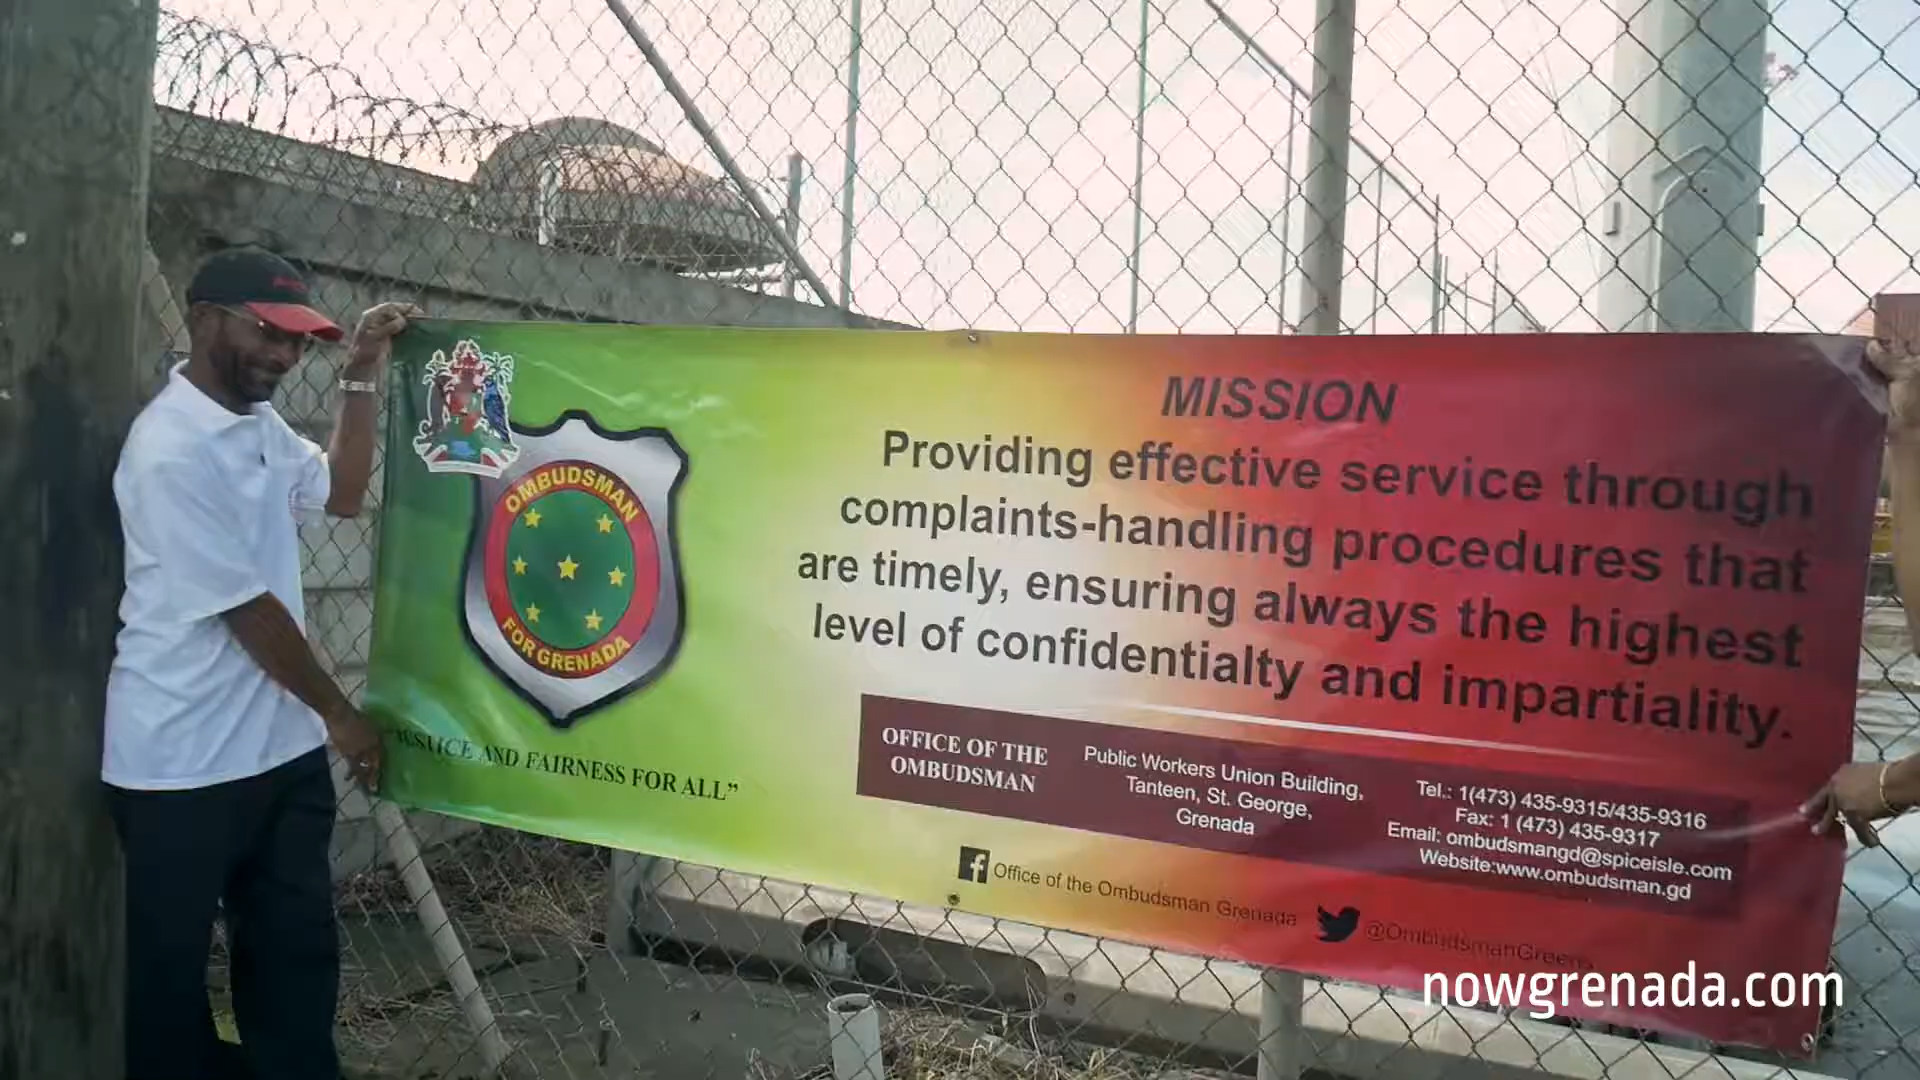 OMBUDSMAN
FOR GRENADA
JUSTICE AND FAIRNESS FOR ALL”
MISSION
Providing effective service through
complaints-handling procedures that
are timely, ensuring always the highest
level of confidentialty and impartiality.
OFFICE OF THE
OMBUDSMAN
Public Workers Union Building,
Tanteen, St. George,
Grenada
Tel.: 1(473) 435-9315/435-9316
Fax: 1 (473) 435-9317
Email: ombudsmangd@spiceisle.com
Website:www.ombudsman.gd
Office of the Ombudsman Grenada
nowgrenada.com